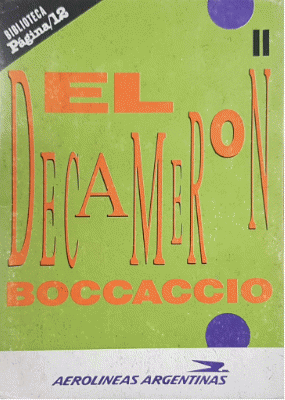 BIBLIOTECA
Página/12
II
EL
DECAMERON
BOCCACCIO
AEROLINEAS ARGENTINAS